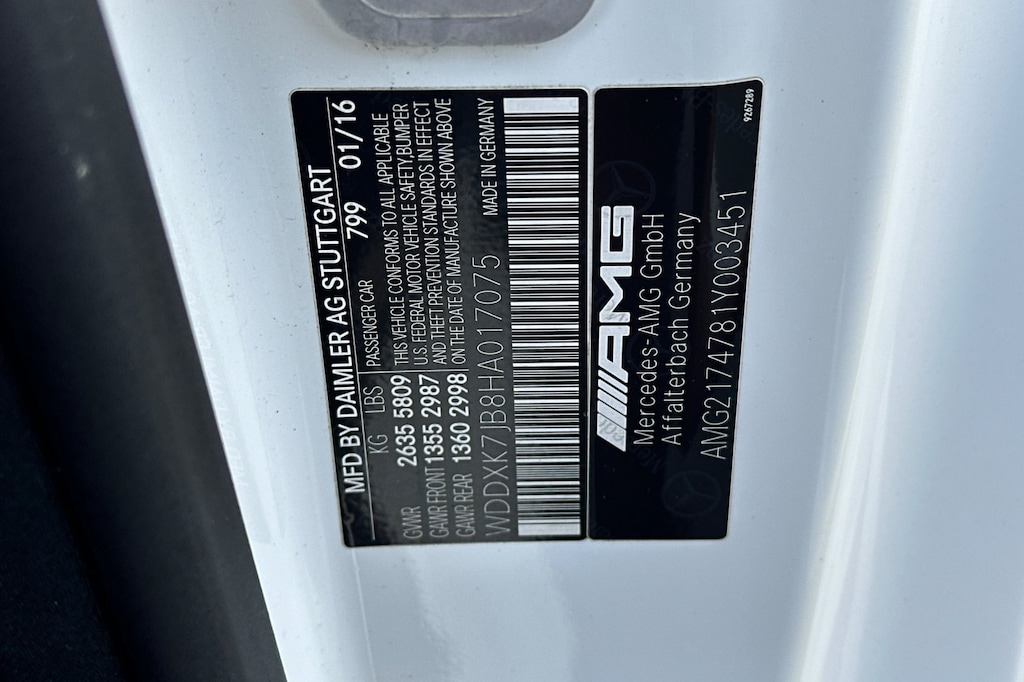 MFD BY DAIMLER AG STUTTGART
799 01/16
KG LBS PASSENGER CAR
GVWR 2635 5809 THIS VEHICLE CONFORMS TO ALL APPLICABLE
GAWR FRONT 1355 2987 U.S. FEDERAL MOTOR VEHICLE SAFETY,BUMPER
GAWR REAR 1360 2998 AND THEFT PREVENTION STANDARDS IN EFFECT
ON THE DATE OF MANUFACTURE SHOWN ABOVE
WDDXK7JB8HA017075 MADE IN GERMANY
AMG
Mercedes-AMG GmbH
Affalterbach Germany
AMG2174781Y003451
9267289